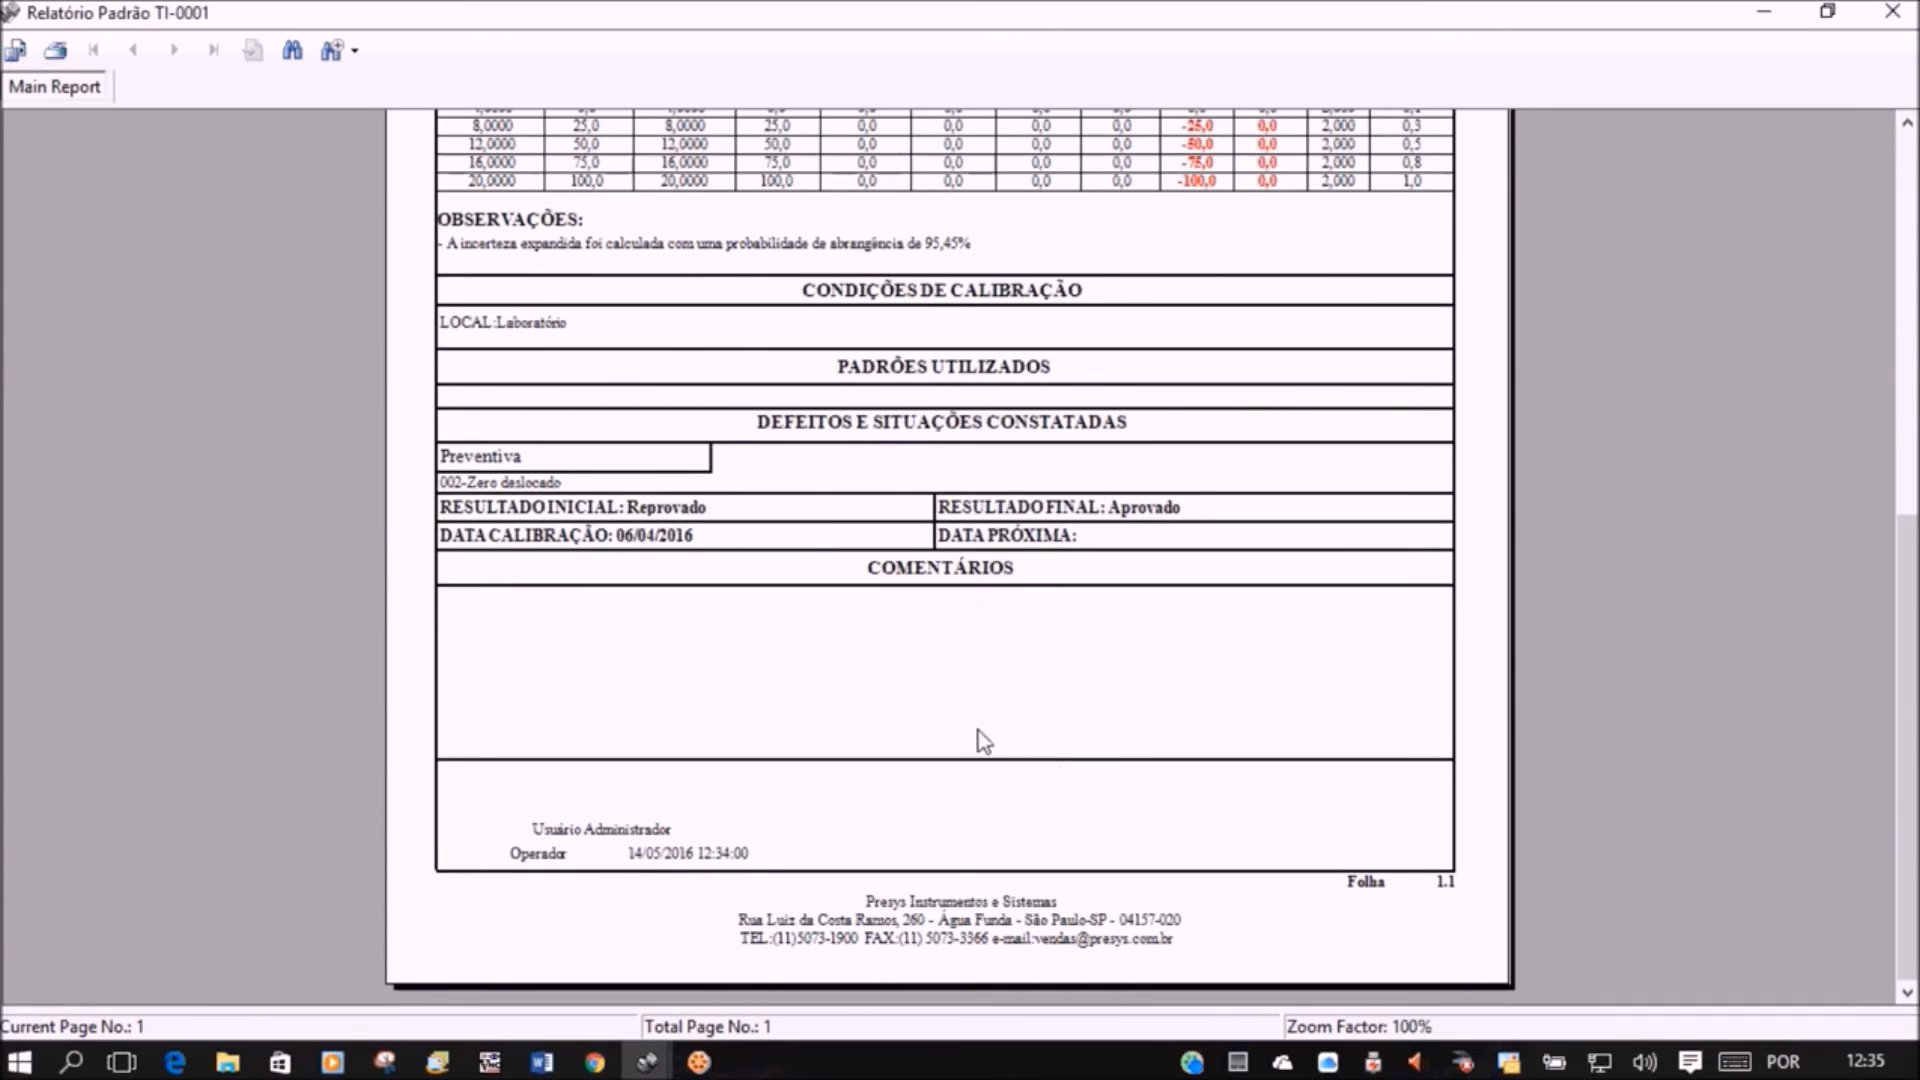 Relatório Padrão TI-0001
Main Report
8,0000 25,0 8,0000 25,0 0,0 0,0 0,0 0,0 -25,0 0,0 2,000 0,3
12,0000 50,0 12,0000 50,0 0,0 0,0 0,0 0,0 -50,0 0,0 2,000 0,5
16,0000 75,0 16,0000 75,0 0,0 0,0 0,0 0,0 -75,0 0,0 2,000 0,8
20,0000 100,0 20,0000 100,0 0,0 0,0 0,0 0,0 -100,0 0,0 2,000 1,0
OBSERVAÇÕES:
- A incerteza expandida foi calculada com uma probabilidade de abrangência de 95,45%
CONDIÇÕES DE CALIBRAÇÃO
LOCAL:Laboratório
PADRÕES UTILIZADOS
DEFEITOS E SITUAÇÕES CONSTATADAS
Preventiva
002-Zero deslocado
RESULTADO INICIAL: Reprovado RESULTADO FINAL: Aprovado
DATA CALIBRAÇÃO: 06/04/2016 DATA PRÓXIMA:
COMENTÁRIOS
Usuário Administrador
Operador 14/05/2016 12:34:00
Folha 1.1
Presys Instrumentos e Sistemas
Rua Luiz da Costa Ramos, 260 - Água Funda - São Paulo-SP - 04157-020
TEL:(11)5073-1900 FAX:(11) 5073-3366 e-mail:vendas@presys.com.br
Current Page No.: 1 Total Page No.: 1 Zoom Factor: 100%
POR 12:35